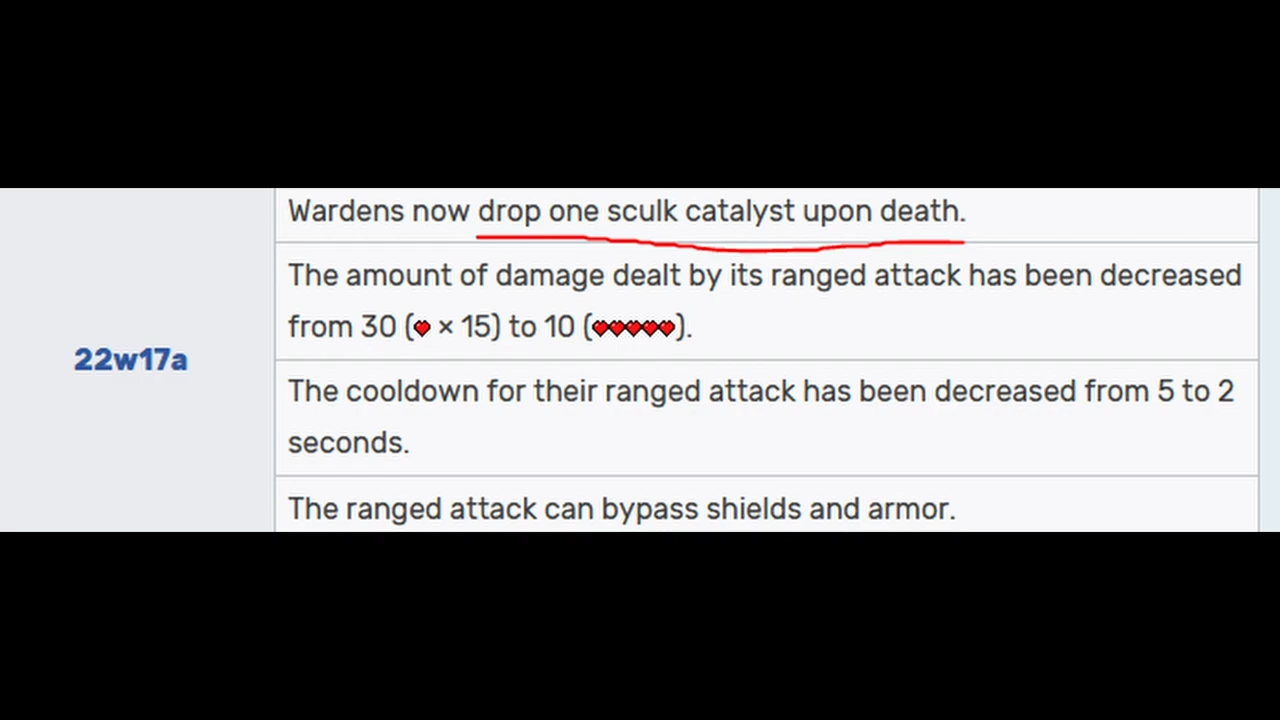 Wardens now drop one sculk catalyst upon death.
The amount of damage dealt by its ranged attack has been decreased
from 30 (♥ × 15) to 10 (♥♥♥♥♥).
22w17a
The cooldown for their ranged attack has been decreased from 5 to 2
seconds.
The ranged attack can bypass shields and armor.